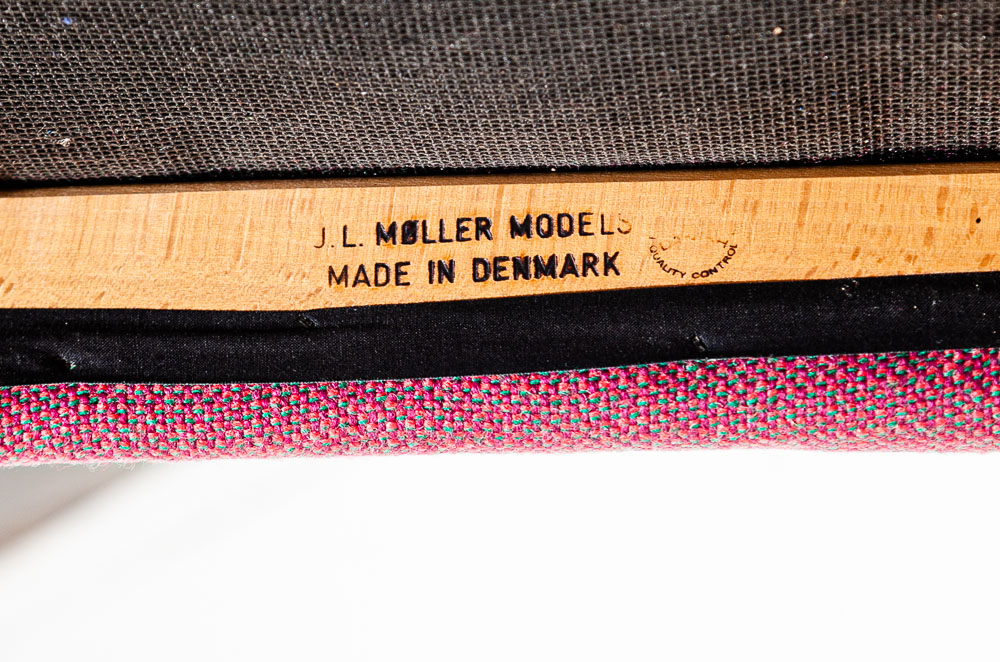 J.L. MØLLER MODELS
MADE IN DENMARK
QUALITY CONTROL